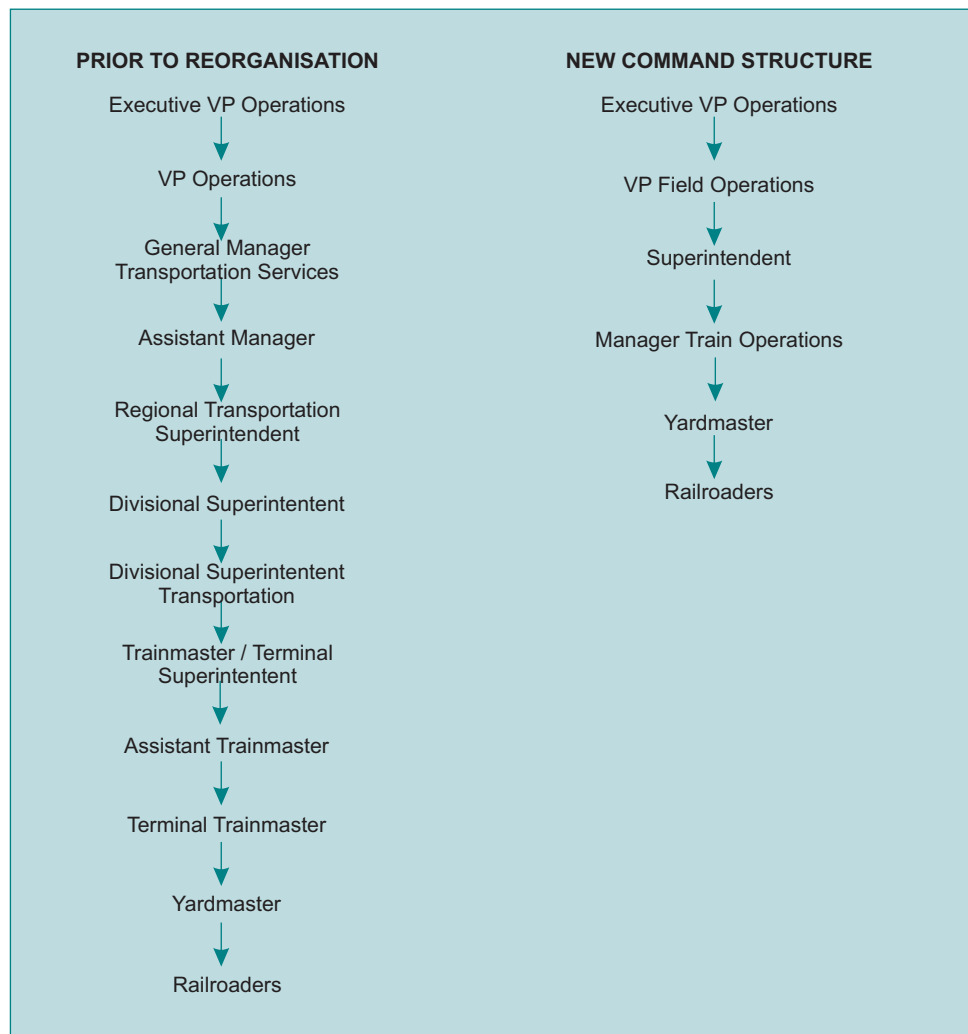 PRIOR TO REORGANISATION
Executive VP Operations
VP Operations
General Manager
Transportation Services
Assistant Manager
Regional Transportation
Superintendent
Divisional Superintentent
Divisional Superintentent
Transportation
Trainmaster / Terminal
Superintentent
Assistant Trainmaster
Terminal Trainmaster
Yardmaster
Railroaders
NEW COMMAND STRUCTURE
Executive VP Operations
VP Field Operations
Superintendent
Manager Train Operations
Yardmaster
Railroaders